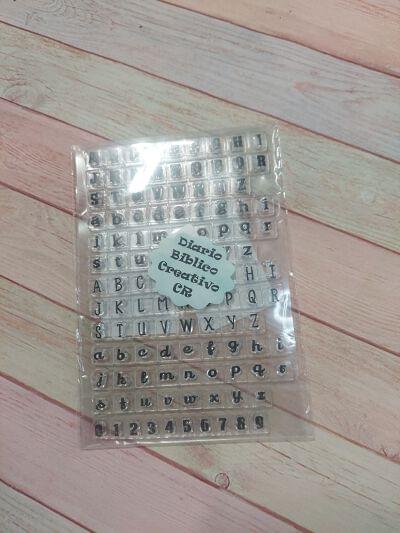 A H I
J R
S T U V W X Y Z
a b c d e f g h i
j k l m n o p q r
s t u z
Diario
Bíblico
Creativo
CR
A B C H I
J K L M P Q R
S T U V W X Y Z
a b c d e f g h i
j k l m n o p q r
s t u v w x y z
0 1 2 3 4 5 6 7 8 9